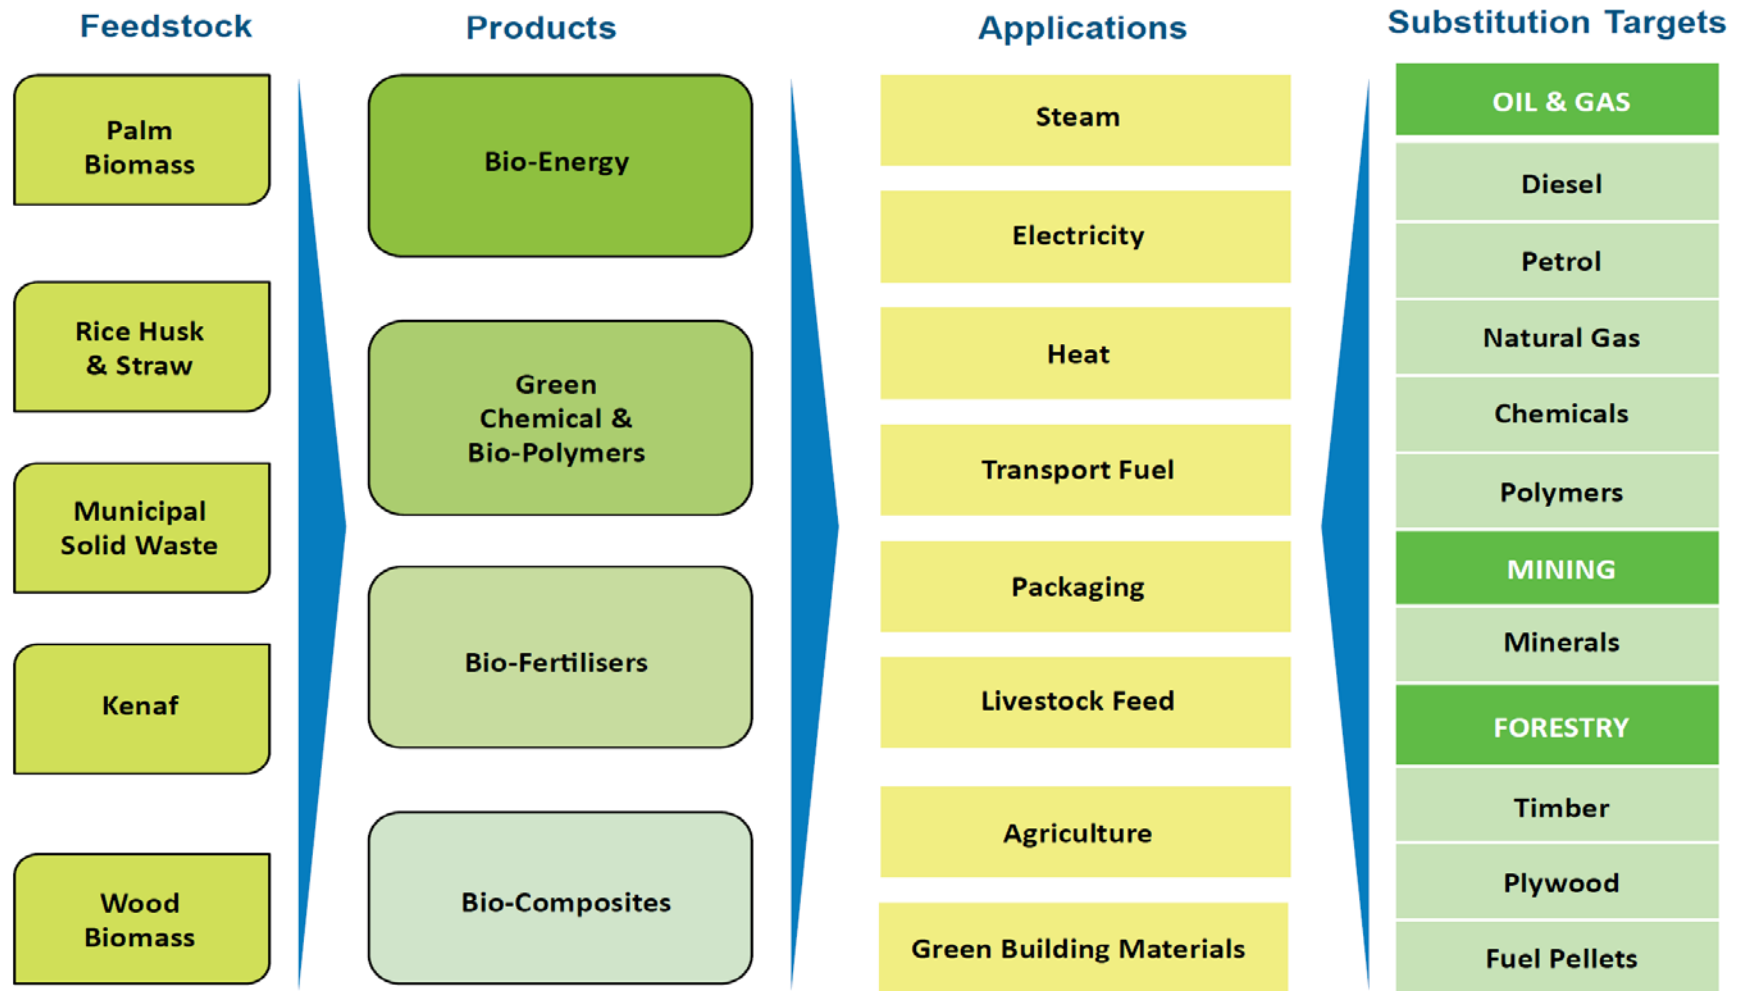 Feedstock
Palm
Biomass
Rice Husk
& Straw
Municipal
Solid Waste
Kenaf
Wood
Biomass
Products
Bio-Energy
Green
Chemical &
Bio-Polymers
Bio-Fertilisers
Bio-Composites
Applications
Steam
Electricity
Heat
Transport Fuel
Packaging
Livestock Feed
Agriculture
Green Building Materials
Substitution Targets
OIL & GAS
Diesel
Petrol
Natural Gas
Chemicals
Polymers
MINING
Minerals
FORESTRY
Timber
Plywood
Fuel Pellets